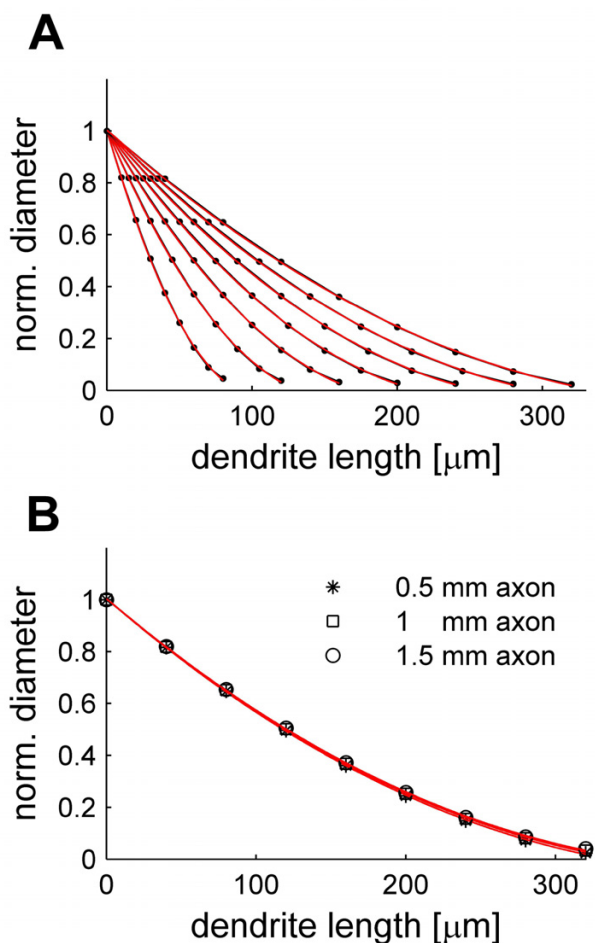 A
norm. diameter
1
0.8
0.6
0.4
0.2
0
0 100 200 300
dendrite length [μm]
B
norm. diameter
1
0.8
0.6
0.4
0.2
0
0.5 mm axon
1 mm axon
1.5 mm axon
0 100 200 300
dendrite length [μm]